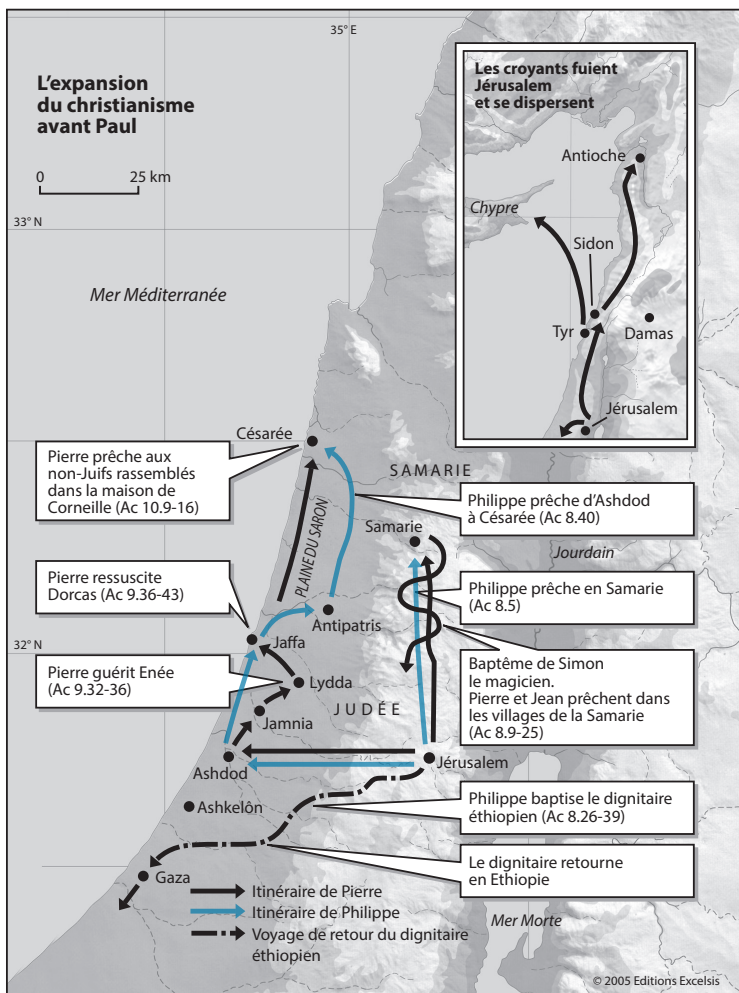 35° E
L'expansion
du christianisme
avant Paul
0 25 km
33° N
Mer Méditerranée
Les croyants fuient
Jérusalem
et se dispersent
Antioche
Chypre
Sidon
Tyr
Damas
Jérusalem
Césarée
Pierre prêche aux
non-Juifs rassemblés
dans la maison de
Corneille (Ac 10.9-16)
SAMARIE
Philippe prêche d'Ashdod
à Césarée (Ac 8.40)
Samarie
Jourdain
PLAINE DU SARON
Pierre ressuscite
Dorcas (Ac 9.36-43)
Philippe prêche en Samarie
(Ac 8.5)
Antipatris
Jaffa
32° N
Baptême de Simon
le magicien.
Pierre et Jean prêchent dans
les villages de la Samarie
(Ac 8.9-25)
Pierre guérit Enée
(Ac 9.32-36)
Lydda
JUDÉE
Jamnia
Jérusalem
Ashdod
Ashkelôn
Philippe baptise le dignitaire
éthiopien (Ac 8.26-39)
Le dignitaire retourne
en Ethiopie
Gaza
Itinéraire de Pierre
Itinéraire de Philippe
Voyage de retour du dignitaire
éthiopien
Mer Morte
© 2005 Editions Excelsis